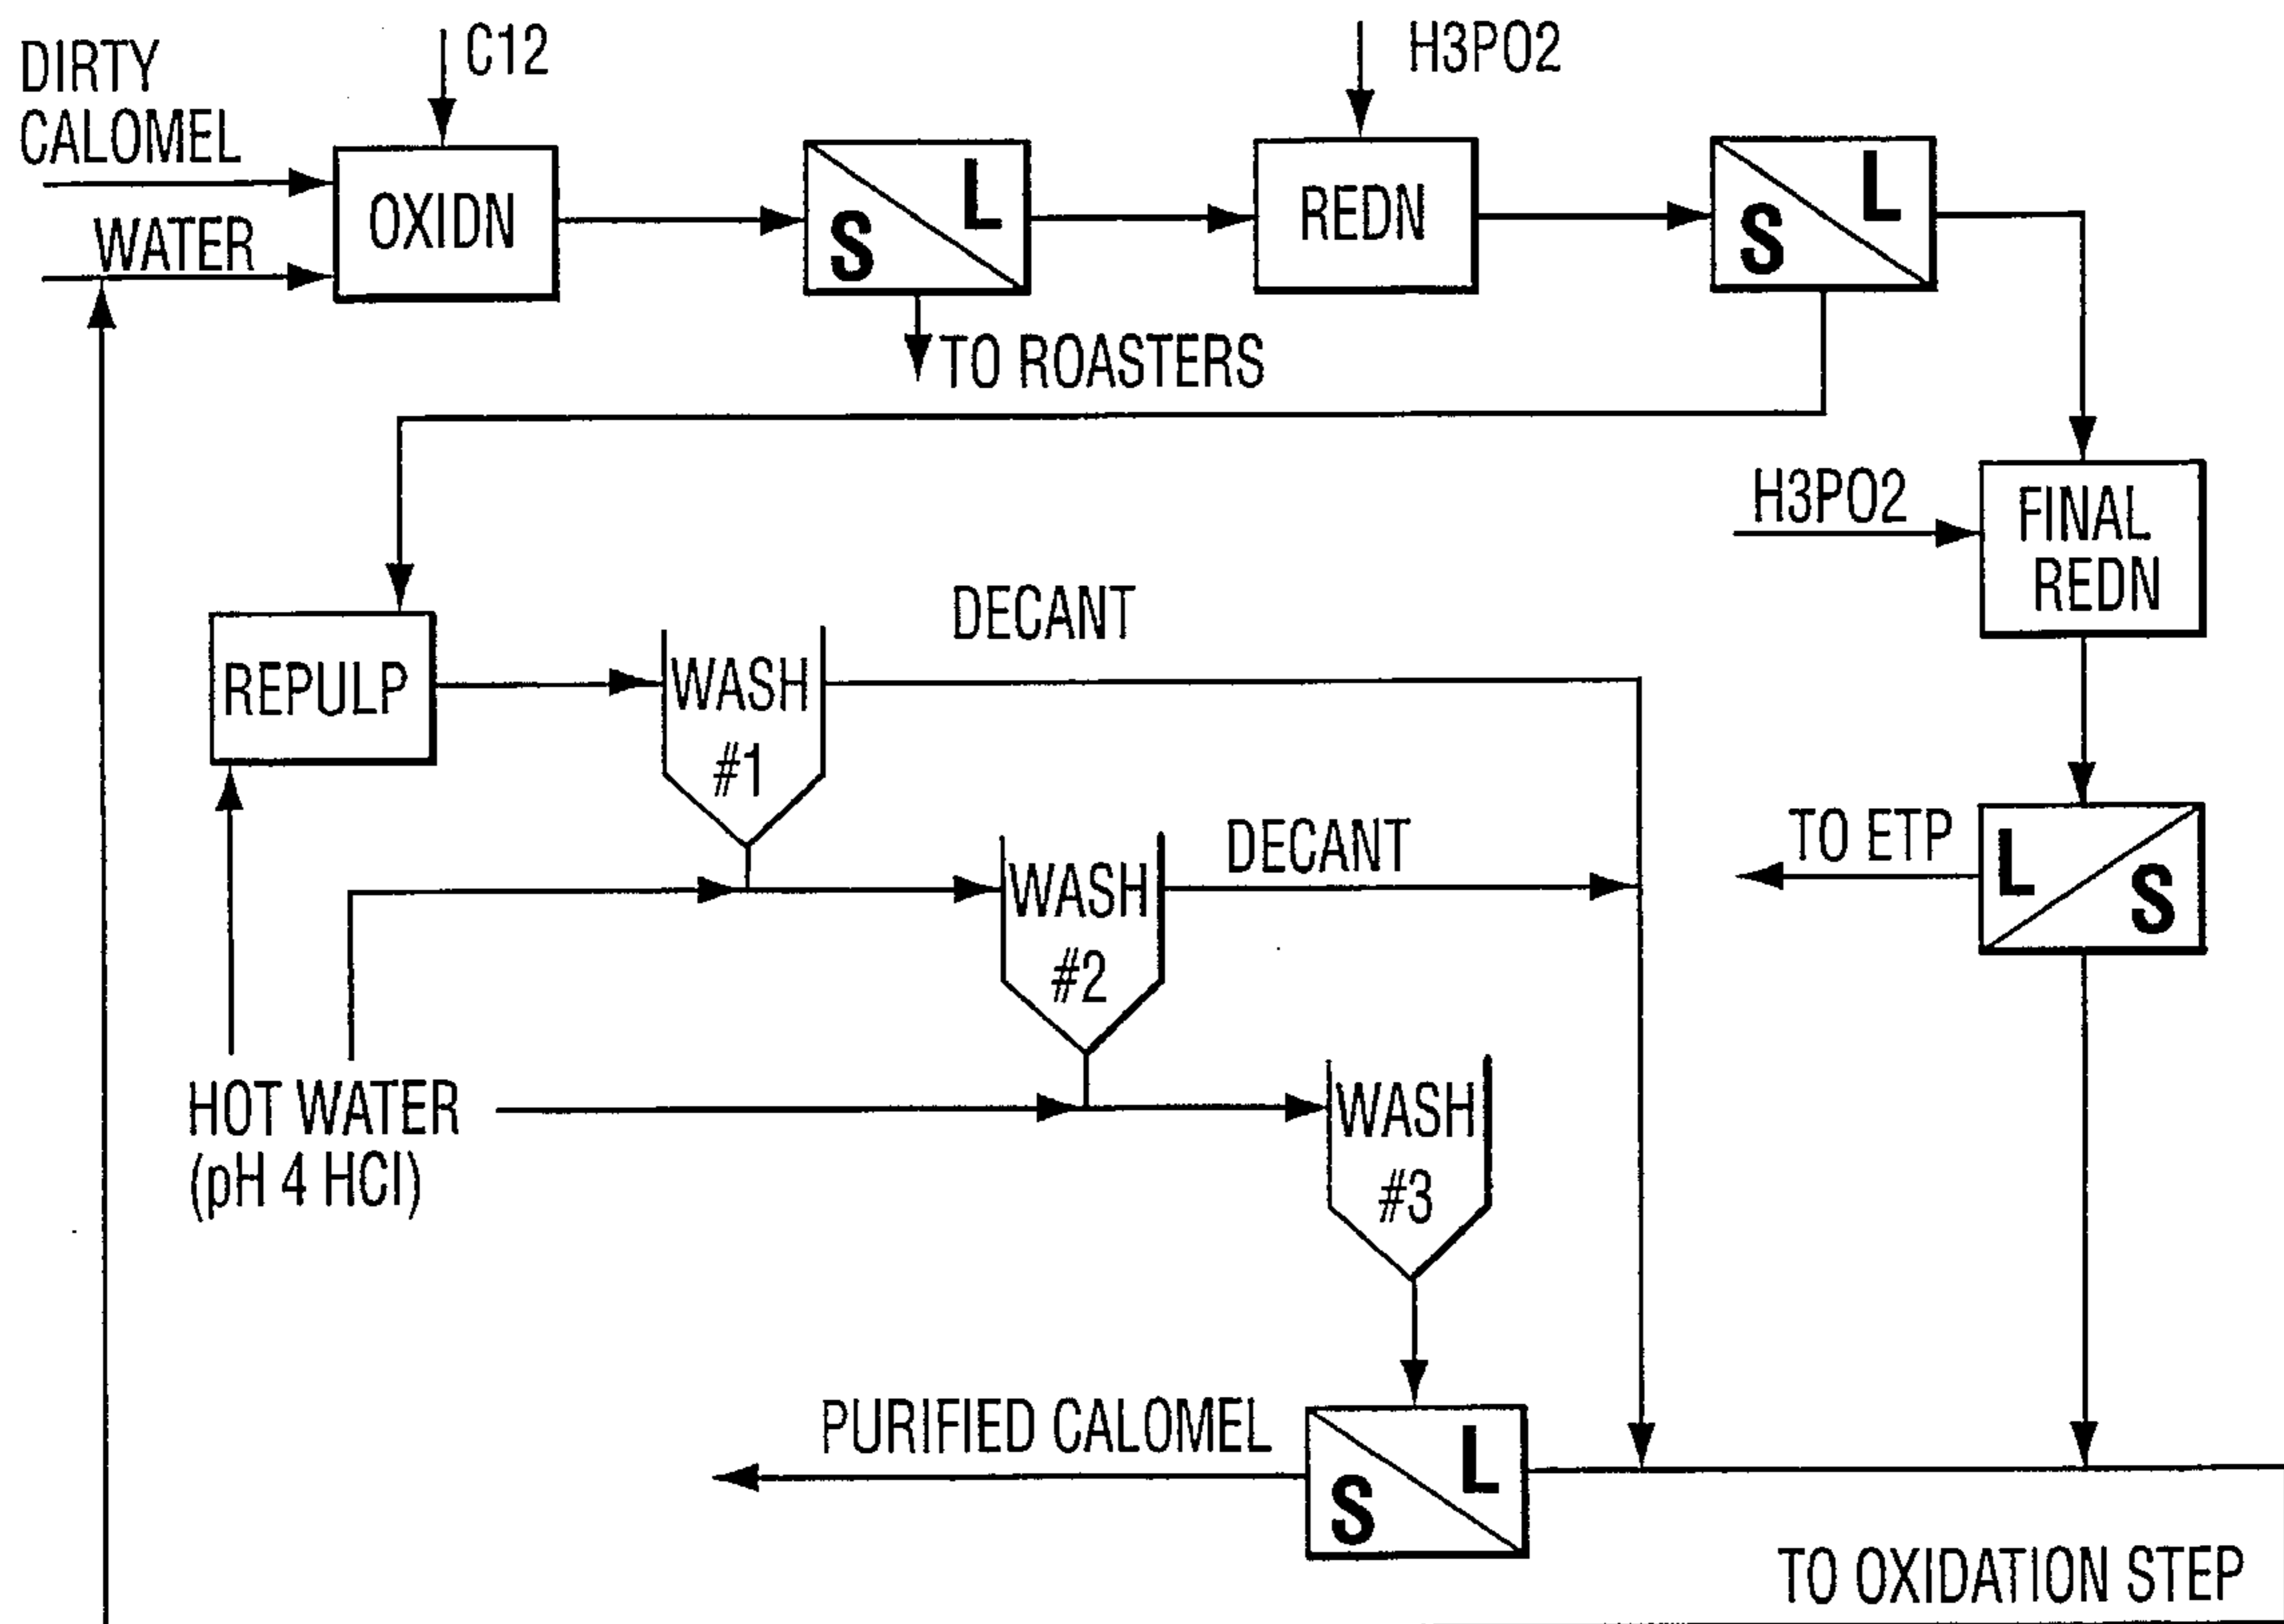 DIRTY
CALOMEL
C12
H3PO2
WATER
OXIDN
S
L
REDN
S
L
TO ROASTERS
H3PO2
FINAL
REDN
DECANT
REPULP
WASH
#1
TO ETP
L
S
DECANT
WASH
#2
HOT WATER
(pH 4 HCl)
WASH
#3
PURIFIED CALOMEL
S
L
TO OXIDATION STEP